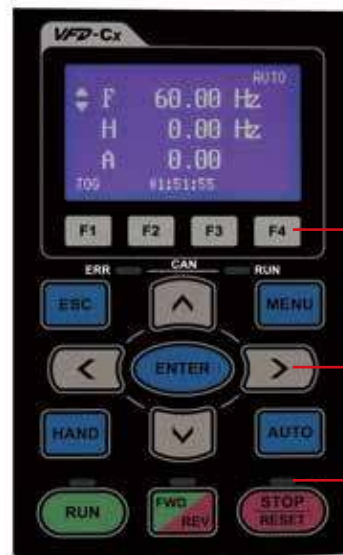 VFD-Cx
AUTO
F 60.00 Hz
H 0.00 Hz
A 0.00
TOG 01:51:55
F1 F2 F3 F4
ERR CAN RUN
ESC MENU
ENTER
HAND AUTO
RUN FWD REV STOP RESET